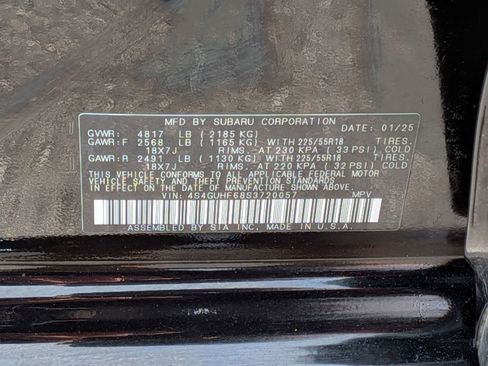 MFD BY SUBARU CORPORATION
GVWR: 4817 LB ( 2185 KG) DATE: 01/25
GAWR:F 2568 LB ( 1165 KG)-WITH 225/55R18 TIRES,
18X7J RIMS,-AT 230 KPA ( 33 PSI) COLD
GAWR:R 2491 LB ( 1130 KG)-WITH 225/55R18 TIRES,
18X7J RIMS,-AT 220 KPA ( 32 PSI) COLD
THIS VEHICLE CONFORMS TO ALL APPLICABLE FEDERAL MOTOR
VEHICLE SAFETY AND THEFT PREVENTION STANDARDS
IN EFFECT ON THE DATE OF MANUFACTURE SHOWN ABOVE.
VIN: 4S4GUHF68S3720057 MPV
ASSEMBLED BY SIA INC. MADE IN U.S.A.